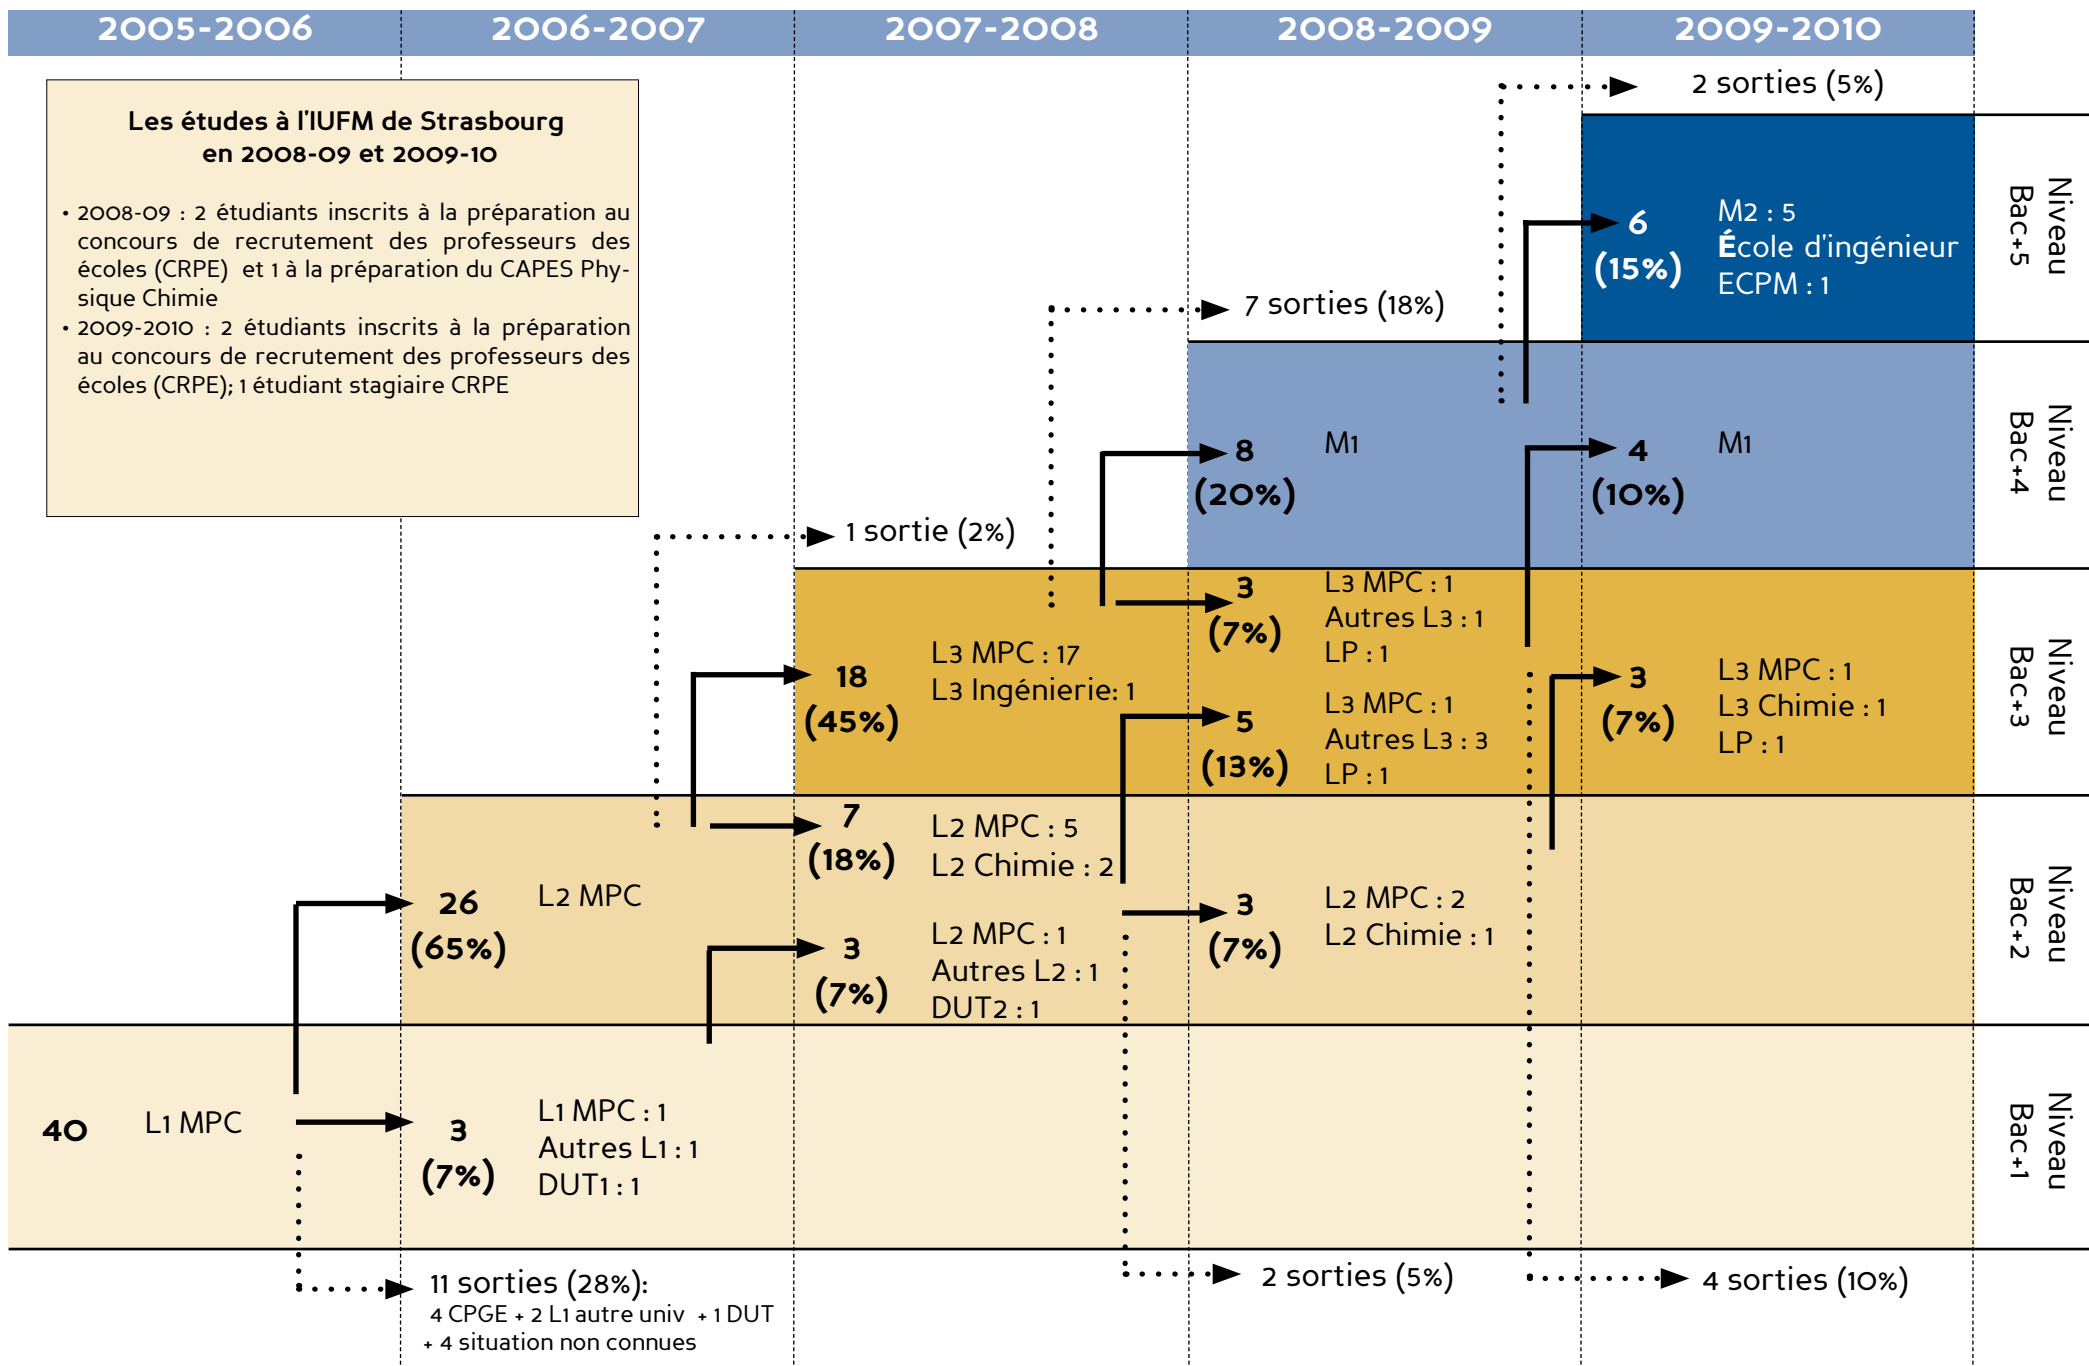 2005-2006
2006-2007
2007-2008
2008-2009
2009-2010
Les études à l'IUFM de Strasbourg
en 2008-09 et 2009-10
• 2008-09 : 2 étudiants inscrits à la préparation au
concours de recrutement des professeurs des
écoles (CRPE) et 1 à la préparation du CAPES Phy-
sique Chimie
• 2009-2010 : 2 étudiants inscrits à la préparation
au concours de recrutement des professeurs des
écoles (CRPE); 1 étudiant stagiaire CRPE
2 sorties (5%)
6
(15%)
M2 : 5
École d'ingénieur
ECPM : 1
Niveau
Bac+5
7 sorties (18%)
8
(20%)
M1
4
(10%)
M1
Niveau
Bac+4
1 sortie (2%)
18
(45%)
L3 MPC : 17
L3 Ingénierie: 1
3
(7%)
L3 MPC : 1
Autres L3 : 1
LP : 1
5
(13%)
L3 MPC : 1
Autres L3 : 3
LP : 1
3
(7%)
L3 MPC : 1
L3 Chimie : 1
LP : 1
Niveau
Bac+3
26
(65%)
L2 MPC
7
(18%)
L2 MPC : 5
L2 Chimie : 2
3
(7%)
L2 MPC : 1
Autres L2 : 1
DUT2 : 1
3
(7%)
L2 MPC : 2
L2 Chimie : 1
Niveau
Bac+2
40
L1 MPC
3
(7%)
L1 MPC : 1
Autres L1 : 1
DUT1 : 1
Niveau
Bac+1
11 sorties (28%):
4 CPGE + 2 L1 autre univ + 1 DUT
+ 4 situation non connues
2 sorties (5%)
4 sorties (10%)